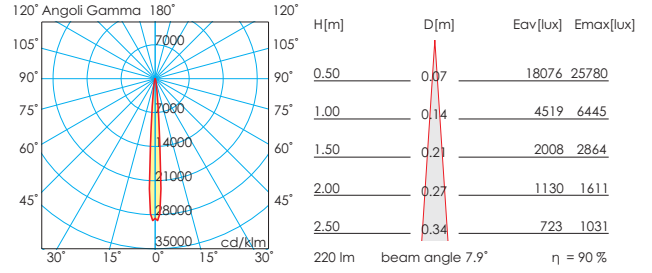 120° Angoli Gamma 180° 120°
105° 7000 105°
90° 90°
75° 7000 75°
60° 14000 60°
21000
45° 28000 45°
35000 cd/klm
30° 15° 0° 15° 30°
H[m] D[m] Eav[lux] Emax[lux]
0.50 0.07 18076 25780
1.00 0.14 4519 6445
1.50 0.21 2008 2864
2.00 0.27 1130 1611
2.50 0.34 723 1031
220 lm beam angle 7.9° η = 90 %